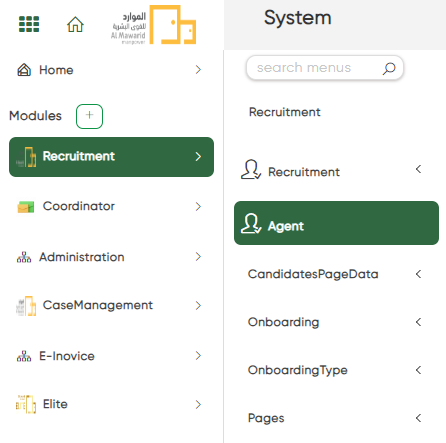 الموارد
للقوى البشرية
Al Mawarid
manpower
System
Home
Modules +
Recruitment
Coordinator
Administration
CaseManagement
E-Inovice
Elite
search menus
Recruitment
Recruitment
Agent
CandidatesPageData
Onboarding
OnboardingType
Pages